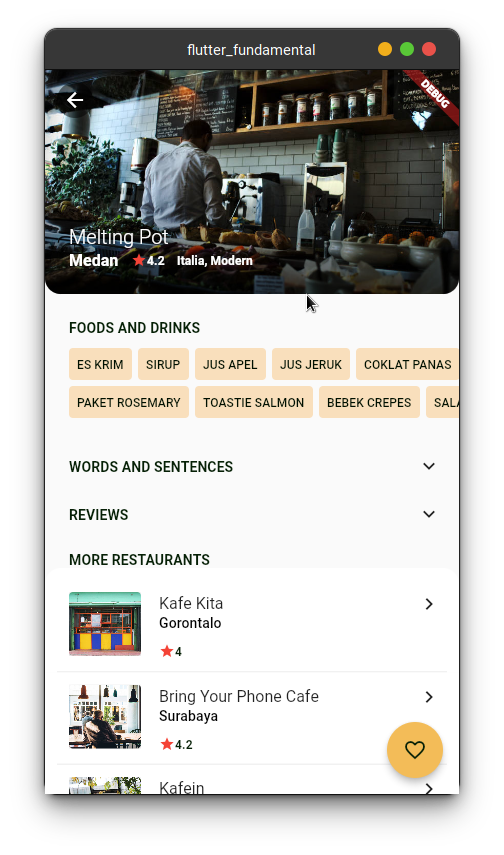 flutter_fundamental
DEBUG
Melting Pot
Medan 4.2 Italia, Modern
FOODS AND DRINKS
ES KRIM SIRUP JUS APEL JUS JERUK COKLAT PANAS
PAKET ROSEMARY TOASTIE SALMON BEBEK CREPES
WORDS AND SENTENCES
REVIEWS
MORE RESTAURANTS
Kafe Kita
Gorontalo
4
Bring Your Phone Cafe
Surabaya
4.2
Kafein